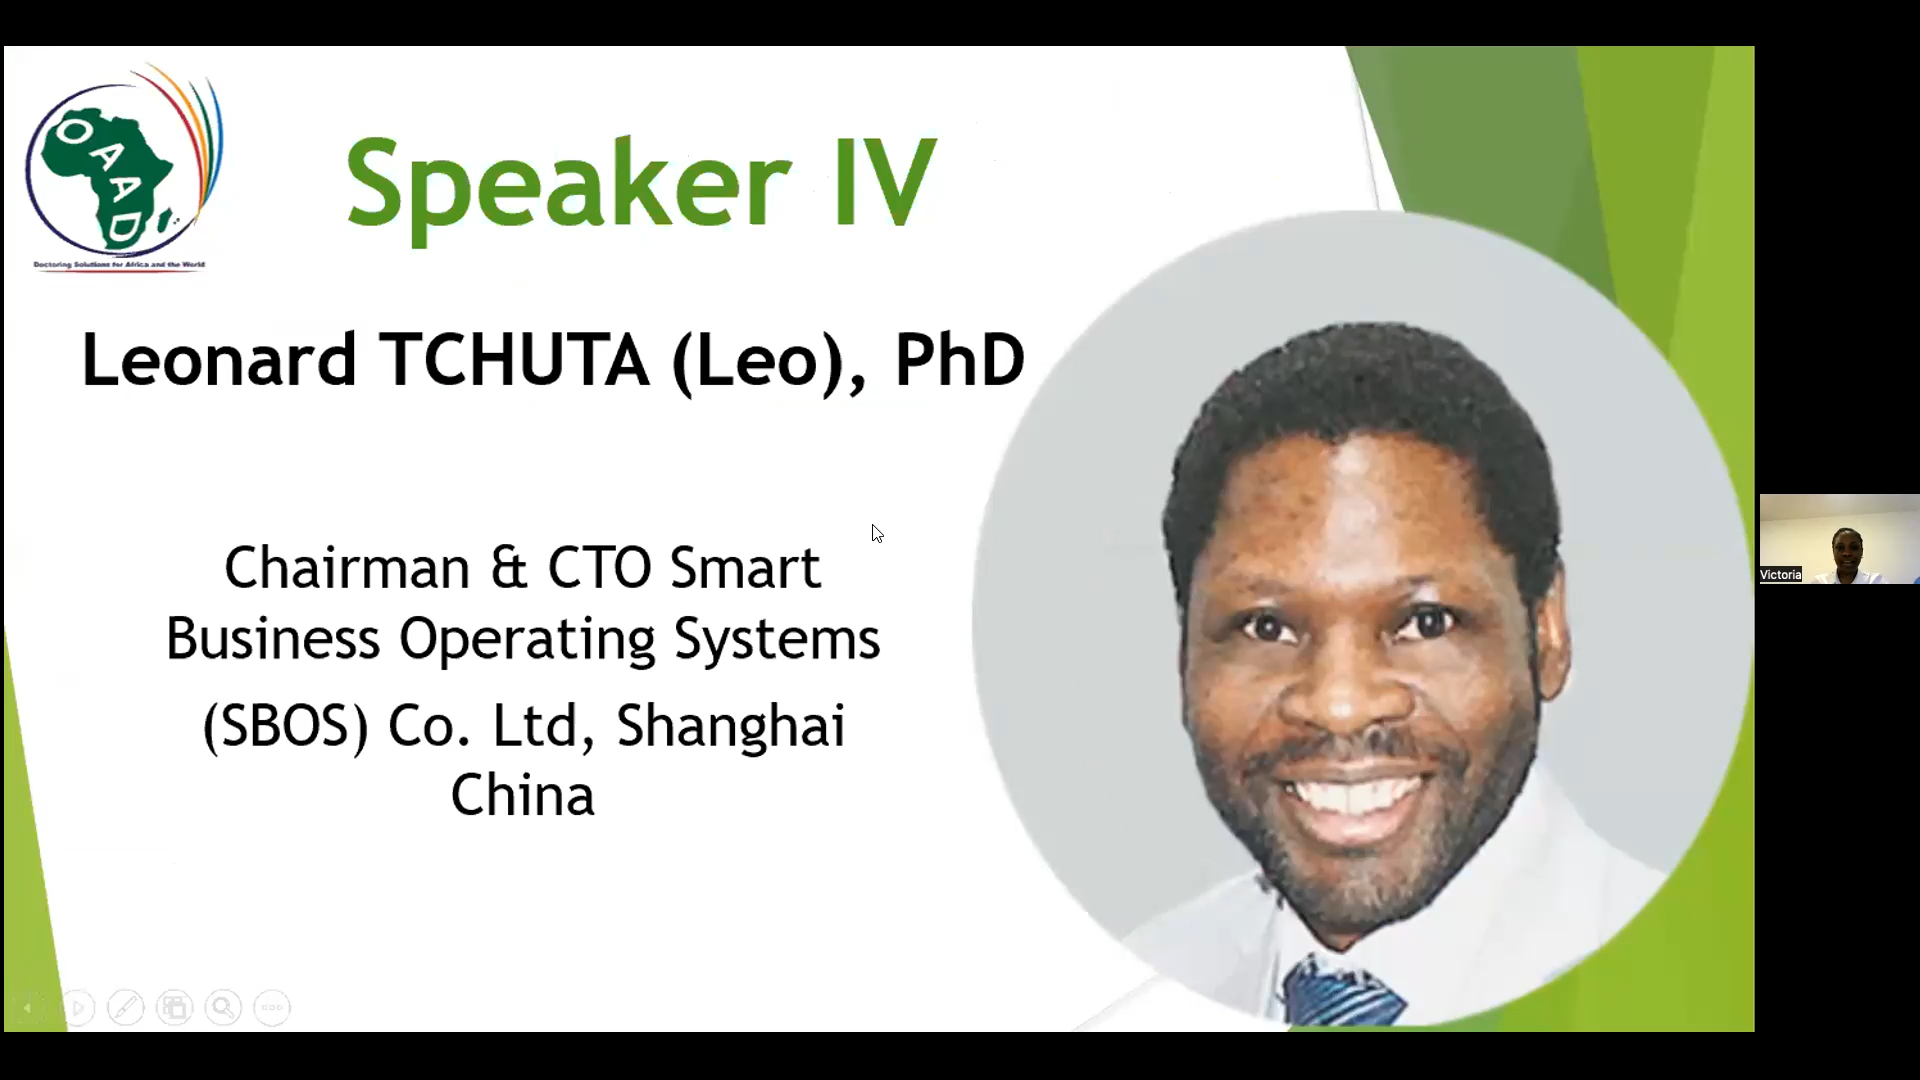 OAAD
Doctoring Solutions for Africa and the World
Speaker IV
Leonard TCHUTA (Leo), PhD
Chairman & CTO Smart
Business Operating Systems
(SBOS) Co. Ltd, Shanghai
China
Victoria